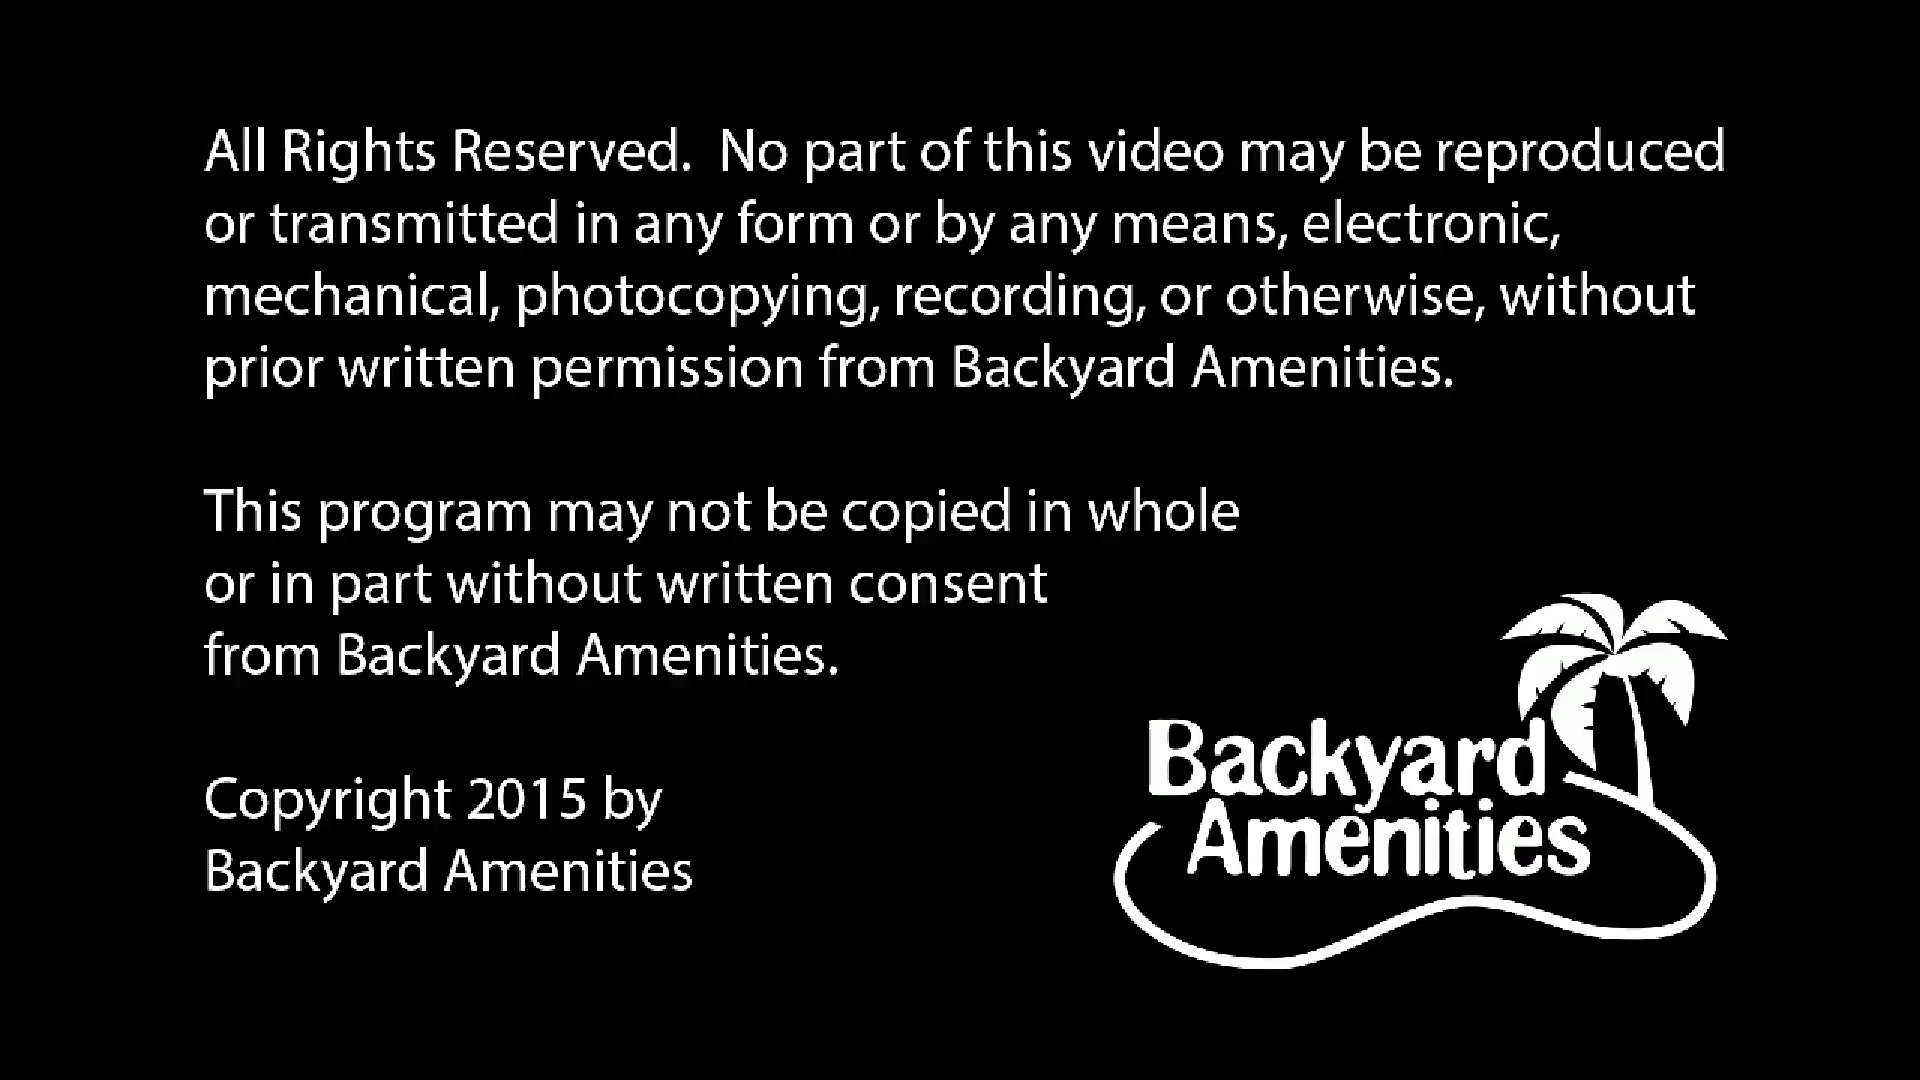 All Rights Reserved.  No part of this video may be reproduced
or transmitted in any form or by any means, electronic,
mechanical, photocopying, recording, or otherwise, without
prior written permission from Backyard Amenities.
This program may not be copied in whole
or in part without written consent
from Backyard Amenities.
Copyright 2015 by
Backyard Amenities
Backyard
Amenities